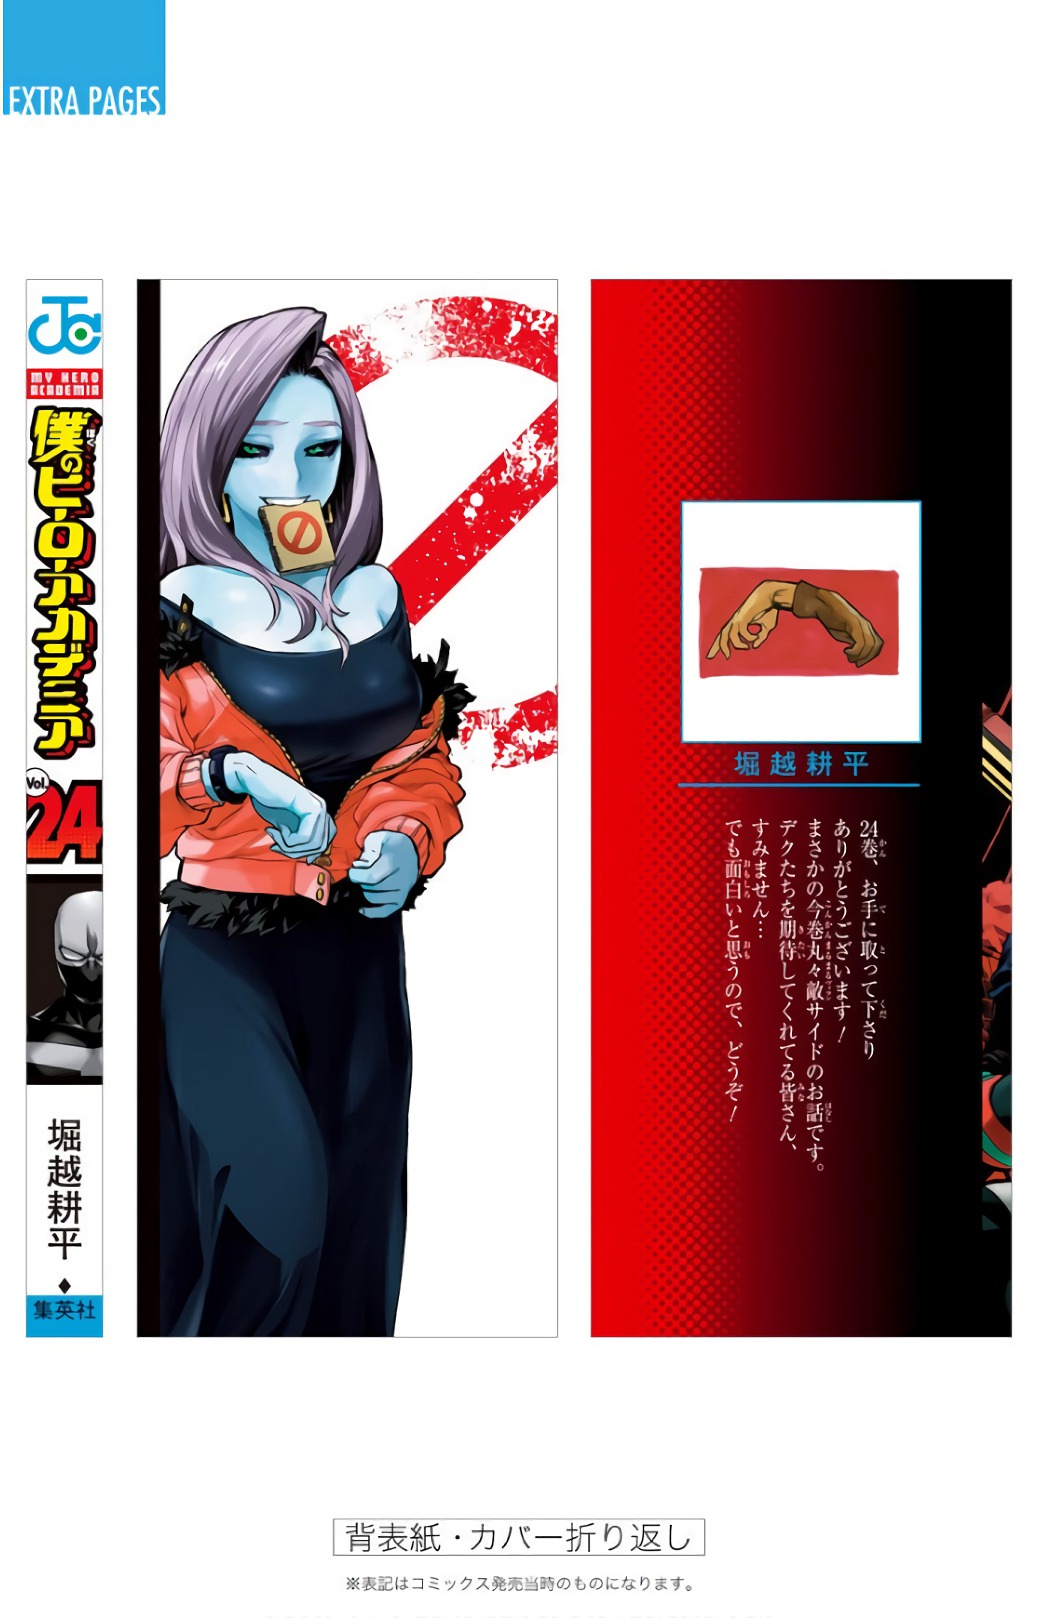 EXTRA PAGES
JC
MY HERO
ACADEMIA
僕のヒーローアカデミア
Vol.
24
堀越耕平
◆
集英社
堀越耕平
24巻、お手に取って下さり
ありがとうございます!
まさかの今巻丸々敵サイドのお話です。
デクたちを期待してくれてる皆さん、
すみません…
でも面白いと思うので、どうぞ!
背表紙・カバー折り返し
※表記はコミックス発売当時のものになります。